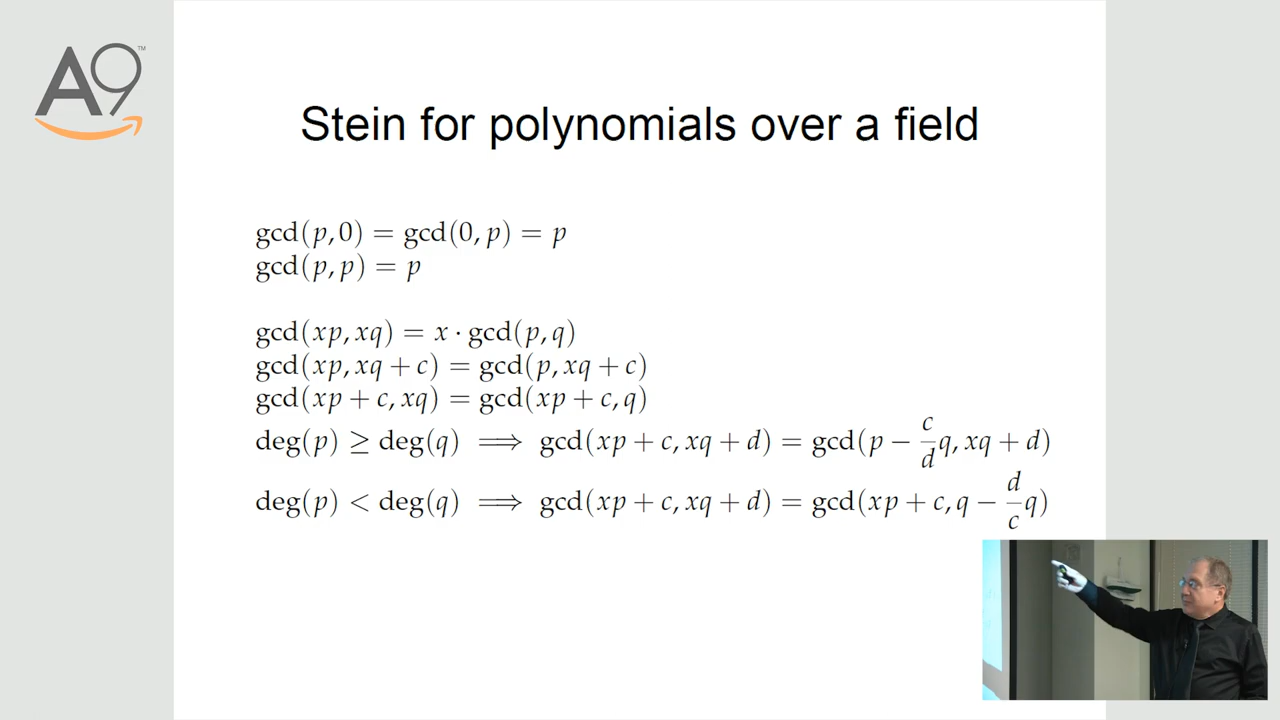 A9™
Stein for polynomials over a field
gcd(p, 0) = gcd(0, p) = p
gcd(p, p) = p
gcd(xp, xq) = x · gcd(p, q)
gcd(xp, xq + c) = gcd(p, xq + c)
gcd(xp + c, xq) = gcd(xp + c, q)
deg(p) ≥ deg(q) ⟹ gcd(xp + c, xq + d) = gcd(p − c/d q, xq + d)
deg(p) < deg(q) ⟹ gcd(xp + c, xq + d) = gcd(xp + c, q − d/c q)